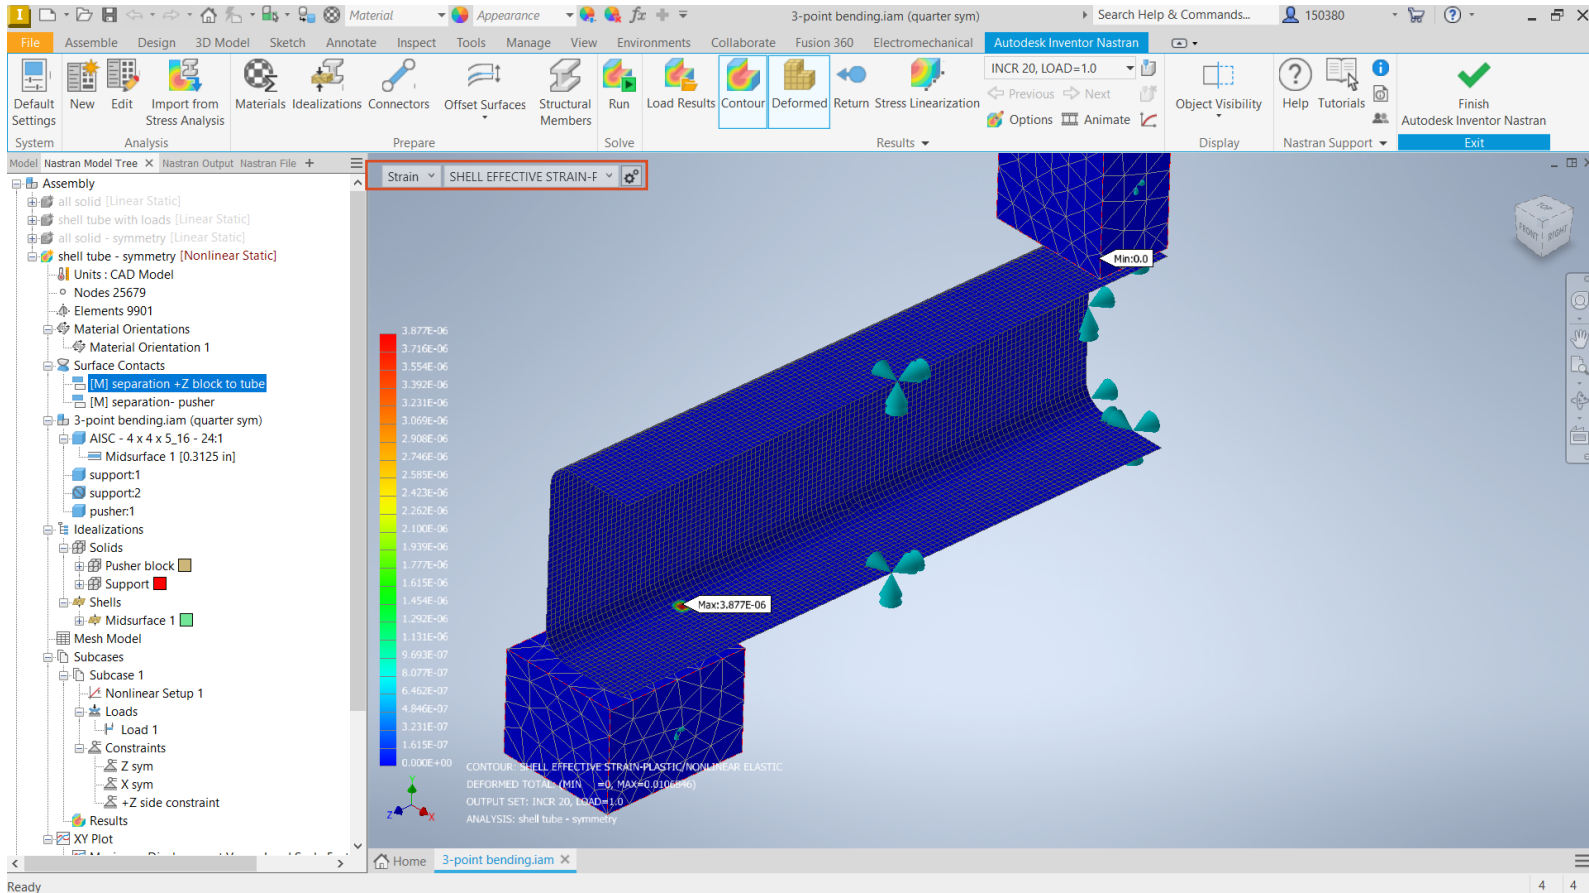 Material
Appearance
3-point bending.iam (quarter sym)
Search Help & Commands...
150380
File Assemble Design 3D Model Sketch Annotate Inspect Tools Manage View Environments Collaborate Fusion 360 Electromechanical Autodesk Inventor Nastran
Default Settings
New
Edit
Import from Stress Analysis
Materials
Idealizations
Connectors
Offset Surfaces
Structural Members
Run
Load Results
Contour
Deformed
Return
Stress Linearization
INCR 20, LOAD=1.0
Previous
Next
Options
Animate
Object Visibility
Help
Tutorials
Finish
Autodesk Inventor Nastran
System
Analysis
Prepare
Solve
Results
Display
Nastran Support
Exit
Model
Nastran Model Tree
Nastran Output
Nastran File
Strain
SHELL EFFECTIVE STRAIN-F
Assembly
all solid [Linear Static]
shell tube with loads [Linear Static]
all solid - symmetry [Linear Static]
shell tube - symmetry [Nonlinear Static]
Units : CAD Model
Nodes 25679
Elements 9901
Material Orientations
Material Orientation 1
Surface Contacts
[M] separation +Z block to tube
[M] separation- pusher
3-point bending.iam (quarter sym)
AISC - 4 x 4 x 5_16 - 24:1
Midsurface 1 [0.3125 in]
support:1
support:2
pusher:1
Idealizations
Solids
Pusher block
Support
Shells
Midsurface 1
Mesh Model
Subcases
Subcase 1
Nonlinear Setup 1
Loads
Load 1
Constraints
Z sym
X sym
+Z side constraint
Results
XY Plot
TOP
FRONT
RIGHT
Min:0.0
Max:3.877E-06
3.877E-06
3.716E-06
3.554E-06
3.392E-06
3.231E-06
3.069E-06
2.908E-06
2.746E-06
2.585E-06
2.423E-06
2.262E-06
2.100E-06
1.939E-06
1.777E-06
1.615E-06
1.454E-06
1.292E-06
1.131E-06
9.693E-07
8.077E-07
6.462E-07
4.846E-07
3.231E-07
1.615E-07
0.000E+00
CONTOUR: SHELL EFFECTIVE STRAIN-PLASTIC/NONLINEAR ELASTIC
DEFORMED TOTAL: (MIN =0, MAX=0.0106846)
OUTPUT SET: INCR 20, LOAD=1.0
ANALYSIS: shell tube - symmetry
Y
Z
X
Home
3-point bending.iam
Ready
4 4